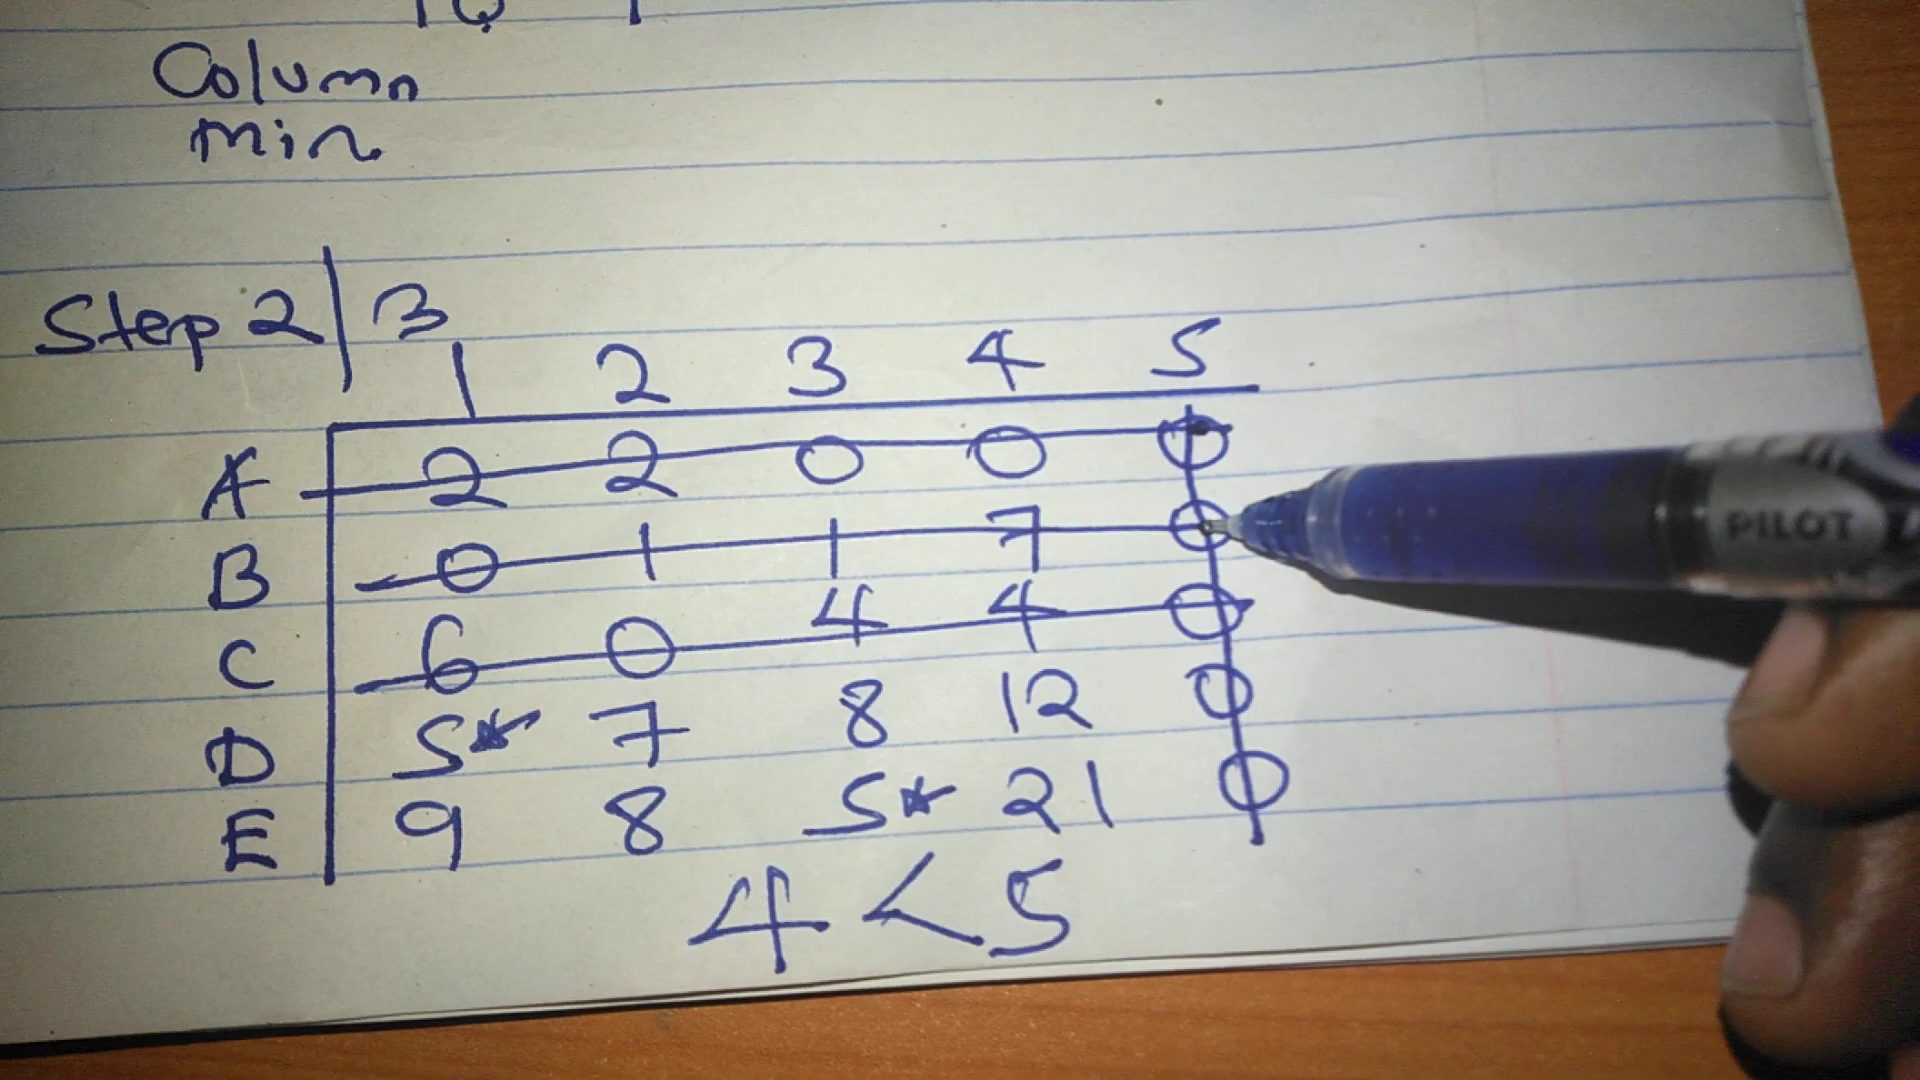 Column
min
Step 2/3
1 2 3 4 5
A 2 2 0 0 0
B 0 1 1 7 0
C 6 0 4 4 0
D 5* 7 8 12 0
E 9 8 5* 21 0
4 < 5
PILOT